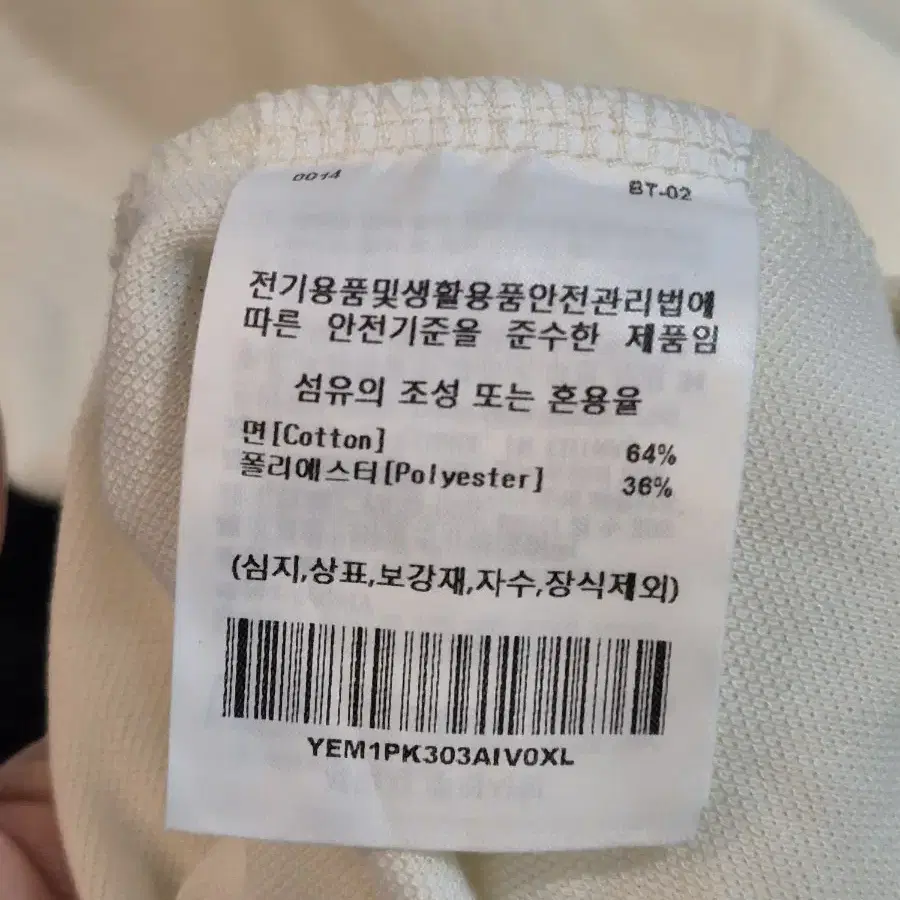 0014 BT-02
전기용품및생활용품안전관리법에
따른 안전기준을 준수한 제품임
섬유의 조성 또는 혼용율
면[Cotton] 64%
폴리에스터[Polyester] 36%
(심지,상표,보강재,자수,장식제외)
YEM1PK303AIV0XL